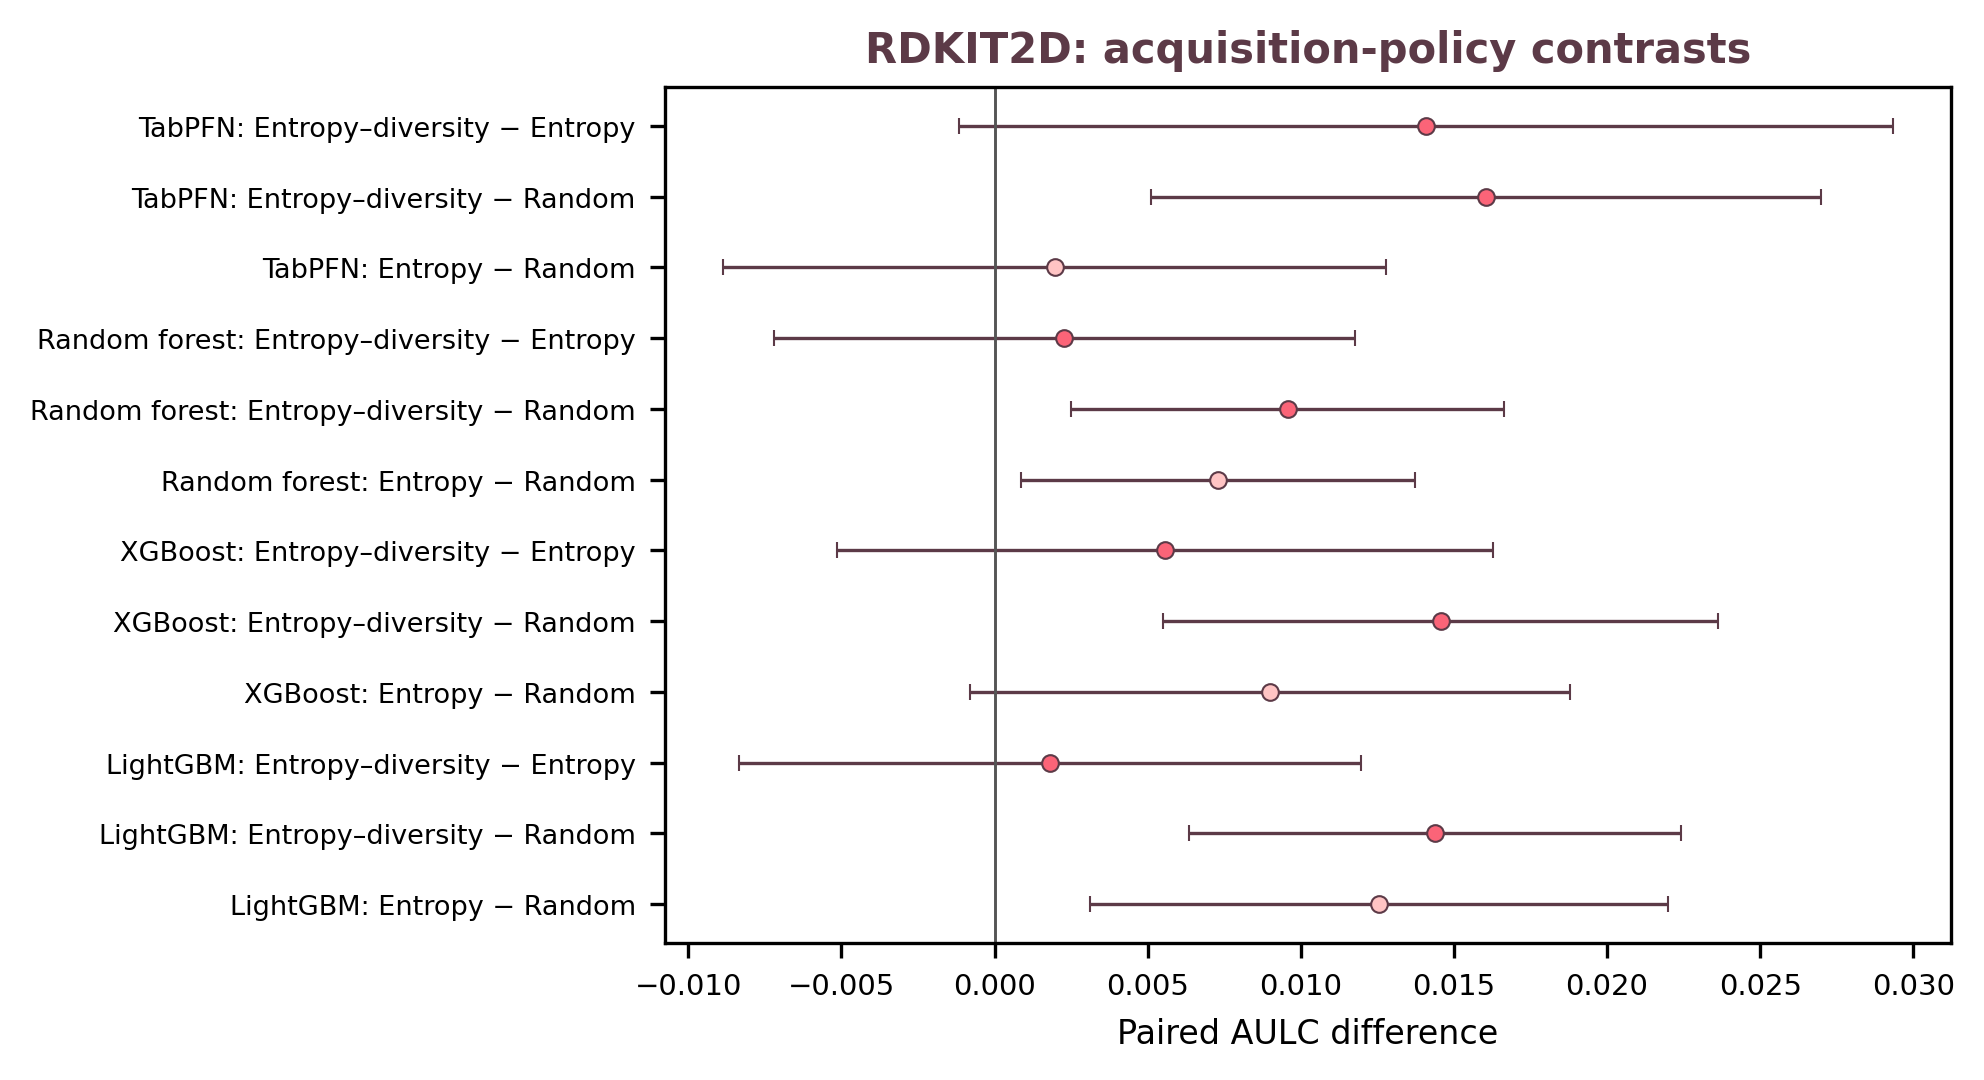 RDKIT2D: acquisition-policy contrasts
TabPFN: Entropy–diversity − Entropy
TabPFN: Entropy–diversity − Random
TabPFN: Entropy − Random
Random forest: Entropy–diversity − Entropy
Random forest: Entropy–diversity − Random
Random forest: Entropy − Random
XGBoost: Entropy–diversity − Entropy
XGBoost: Entropy–diversity − Random
XGBoost: Entropy − Random
LightGBM: Entropy–diversity − Entropy
LightGBM: Entropy–diversity − Random
LightGBM: Entropy − Random
−0.010 −0.005 0.000 0.005 0.010 0.015 0.020 0.025 0.030
Paired AULC difference